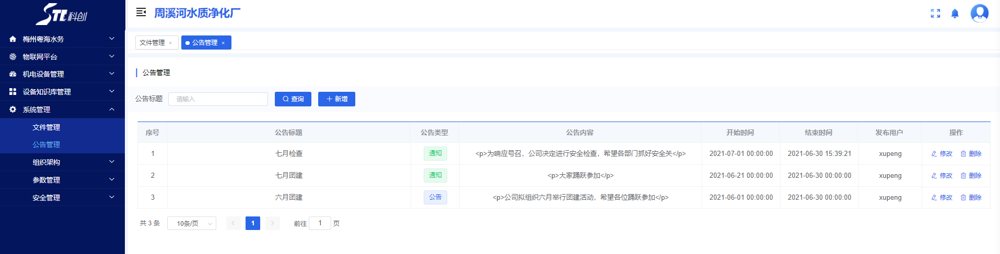 STC科创
周溪河水质净化厂
梅州粤海水务
物联网平台
机电设备管理
设备知识库管理
系统管理
文件管理
公告管理
组织架构
参数管理
安全管理
文件管理 × 公告管理 ×
公告管理
公告标题 请输入 查询 新增
序号 公告标题 公告类型 公告内容 开始时间 结束时间 发布用户 操作
1 七月检查 通知 <p>为响应号召，公司决定进行安全检查，希望各部门抓好安全关</p> 2021-07-01 00:00:00 2021-06-30 15:39:21 xupeng 修改 删除
2 七月团建 通知 <p>大家踊跃参加</p> 2021-06-21 00:00:00 2021-06-30 00:00:00 xupeng 修改 删除
3 六月团建 公告 <p>公司拟组织六月举行团建活动，希望各位踊跃参加</p> 2021-06-01 00:00:00 2021-06-30 00:00:00 xupeng 修改 删除
共 3 条 10条/页 1 前往 1 页